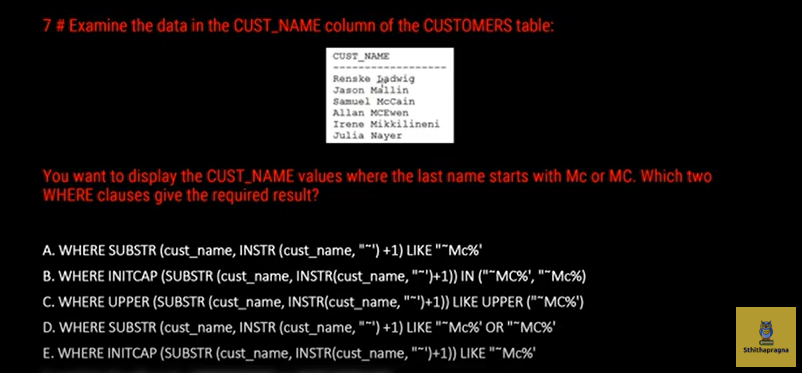 7 # Examine the data in the CUST_NAME column of the CUSTOMERS table:
CUST_NAME
-------------------
Renske Ladwig
Jason Mallin
Samuel McCain
Allan MCEwen
Irene Mikkilineni
Julia Nayer
You want to display the CUST_NAME values where the last name starts with Mc or MC. Which two
WHERE clauses give the required result?
A. WHERE SUBSTR (cust_name, INSTR (cust_name, "~') +1) LIKE "~Mc%'
B. WHERE INITCAP (SUBSTR (cust_name, INSTR(cust_name, "~')+1)) IN ("~MC%', "~Mc%)
C. WHERE UPPER (SUBSTR (cust_name, INSTR(cust_name, "~')+1)) LIKE UPPER ("~MC%')
D. WHERE SUBSTR (cust_name, INSTR (cust_name, "~') +1) LIKE "~Mc%' OR "~MC%'
E. WHERE INITCAP (SUBSTR (cust_name, INSTR(cust_name, "~')+1)) LIKE "~Mc%'
Sthithapragna